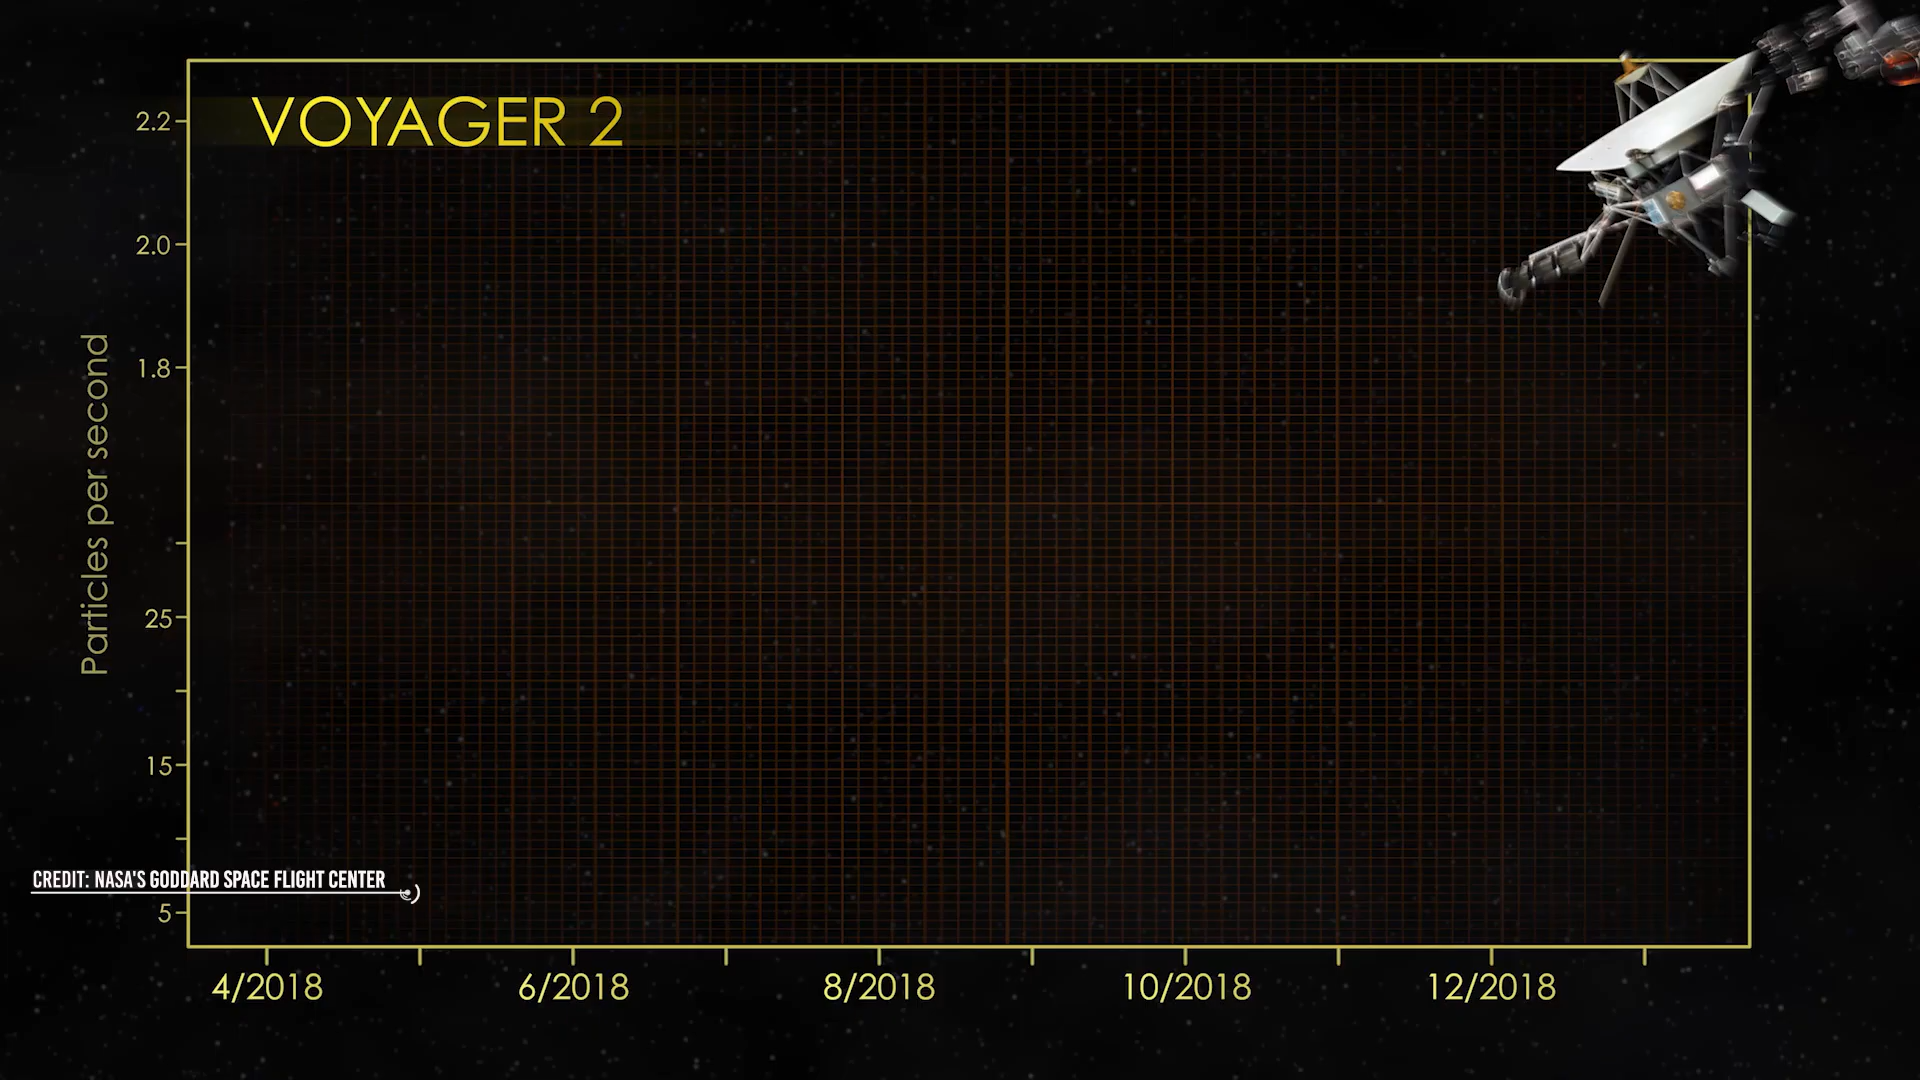 VOYAGER 2
2.2
2.0
1.8
25
15
5
Particles per second
CREDIT: NASA'S GODDARD SPACE FLIGHT CENTER
4/2018 6/2018 8/2018 10/2018 12/2018